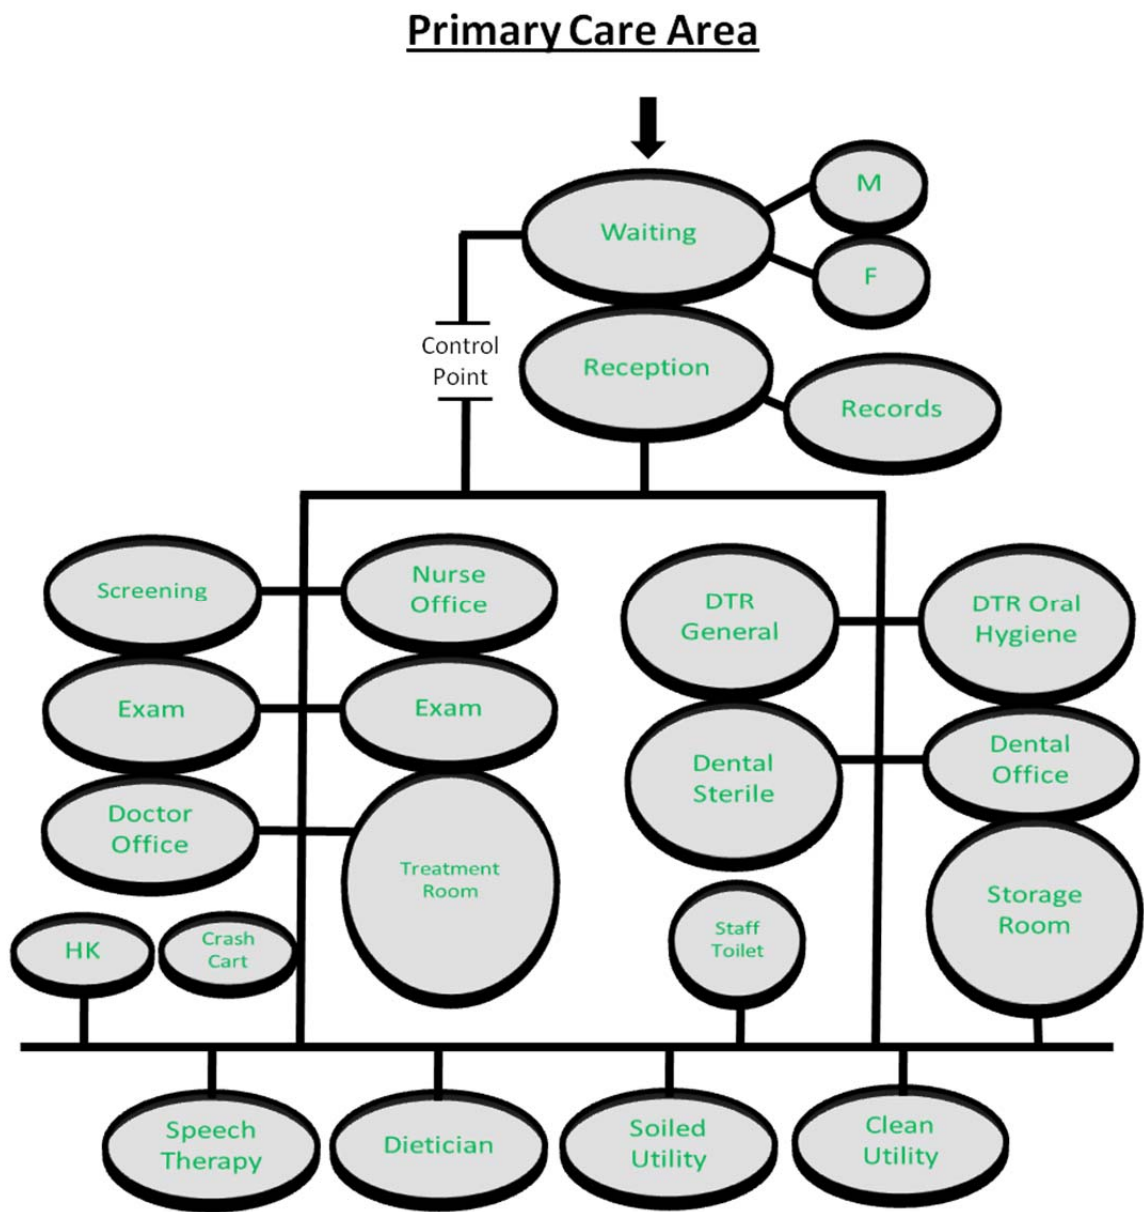 Primary Care Area
M
Waiting
F
Control
Point
Reception
Records
Screening
Nurse
Office
DTR
General
DTR Oral
Hygiene
Exam
Exam
Dental
Sterile
Dental
Office
Doctor
Office
Treatment
Room
Storage
Room
HK
Crash
Cart
Staff
Toilet
Speech
Therapy
Dietician
Soiled
Utility
Clean
Utility